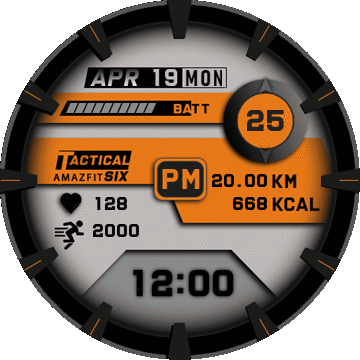 APR 19 MON
BATT
25
TACTICAL
AMAZFIT SIX
PM
20.00 KM
668 KCAL
128
2000
12:00